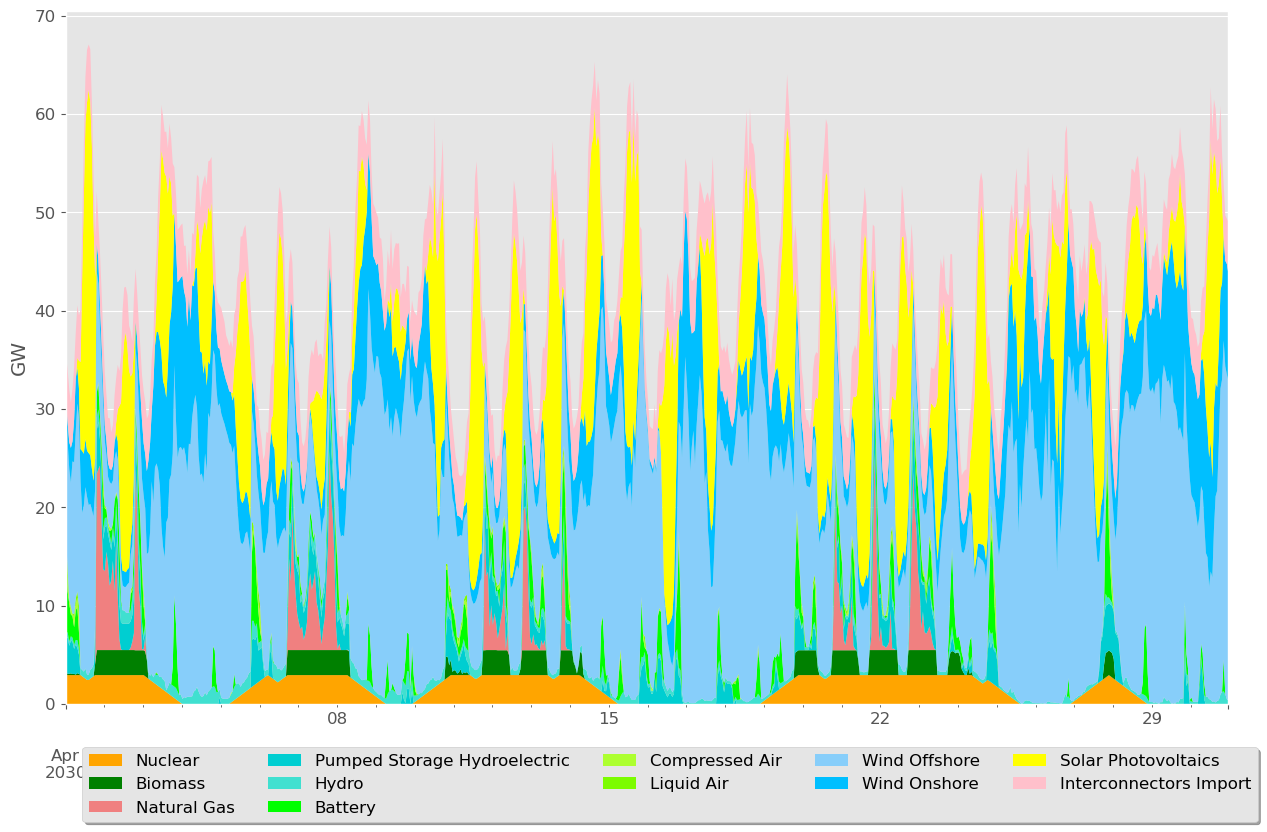 70
60
50
40
30
20
10
0
GW
08
15
22
29
Apr
2030
Nuclear
Biomass
Natural Gas
Pumped Storage Hydroelectric
Hydro
Battery
Compressed Air
Liquid Air
Wind Offshore
Wind Onshore
Solar Photovoltaics
Interconnectors Import